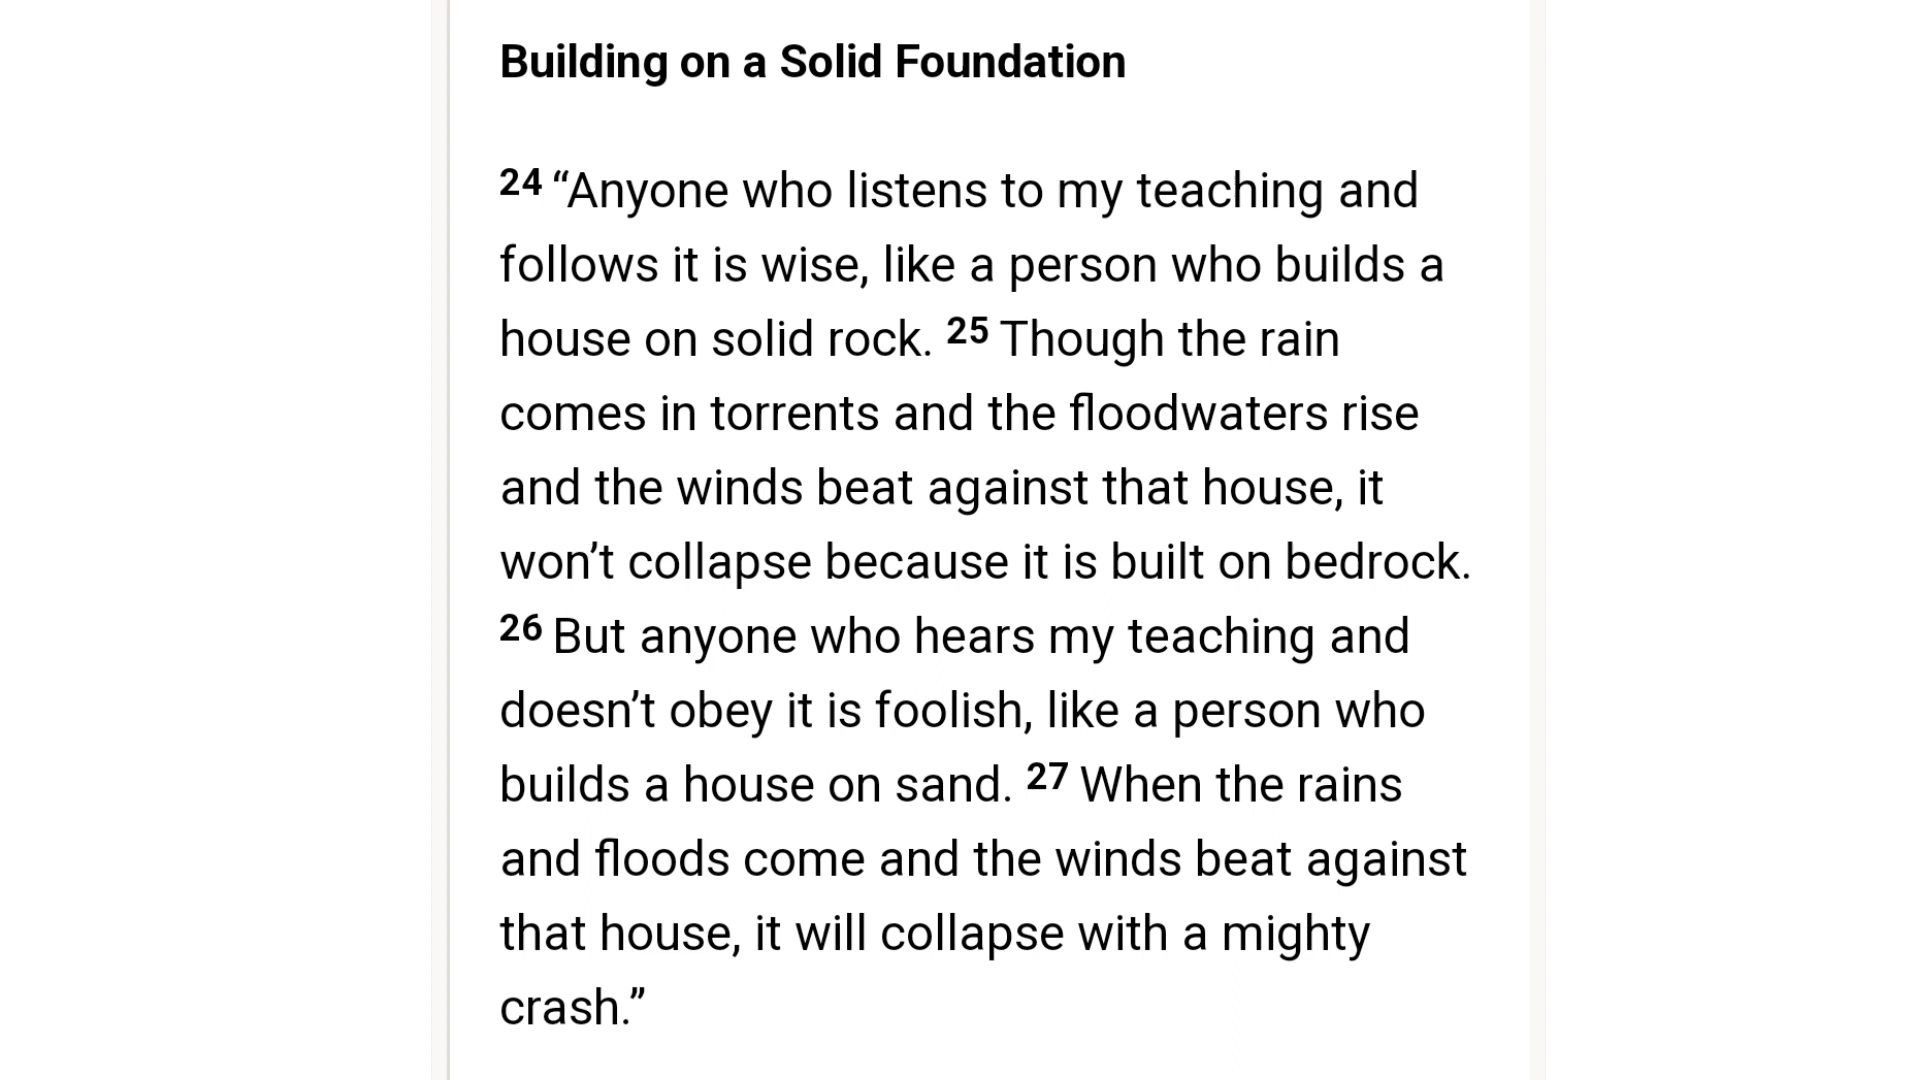 Building on a Solid Foundation
24 “Anyone who listens to my teaching and
follows it is wise, like a person who builds a
house on solid rock. 25 Though the rain
comes in torrents and the floodwaters rise
and the winds beat against that house, it
won’t collapse because it is built on bedrock.
26 But anyone who hears my teaching and
doesn’t obey it is foolish, like a person who
builds a house on sand. 27 When the rains
and floods come and the winds beat against
that house, it will collapse with a mighty
crash.”